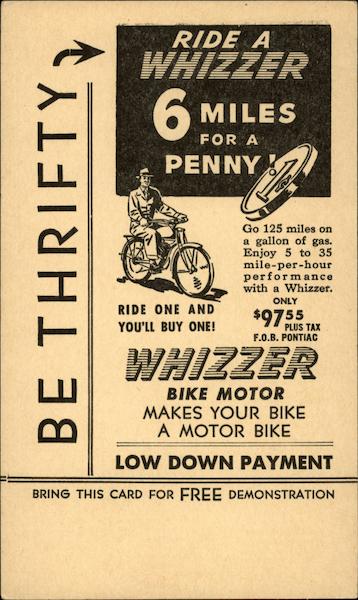 BE THRIFTY
RIDE A
WHIZZER
6 MILES
FOR A
PENNY!
Go 125 miles on
a gallon of gas.
Enjoy 5 to 35
mile-per-hour
performance
with a Whizzer.
ONLY
$97.55
PLUS TAX
F.O.B. PONTIAC
RIDE ONE AND
YOU'LL BUY ONE!
WHIZZER
BIKE MOTOR
MAKES YOUR BIKE
A MOTOR BIKE
LOW DOWN PAYMENT
BRING THIS CARD FOR FREE DEMONSTRATION